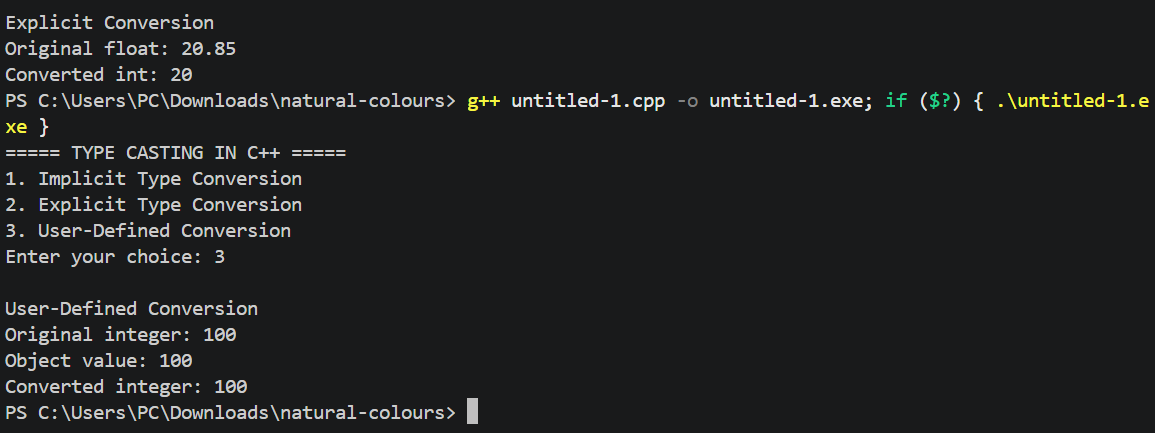 Explicit Conversion
Original float: 20.85
Converted int: 20
PS C:\Users\PC\Downloads\natural-colours> g++ untitled-1.cpp -o untitled-1.exe; if ($?) { .\untitled-1.e
xe }
===== TYPE CASTING IN C++ =====
1. Implicit Type Conversion
2. Explicit Type Conversion
3. User-Defined Conversion
Enter your choice: 3

User-Defined Conversion
Original integer: 100
Object value: 100
Converted integer: 100
PS C:\Users\PC\Downloads\natural-colours>